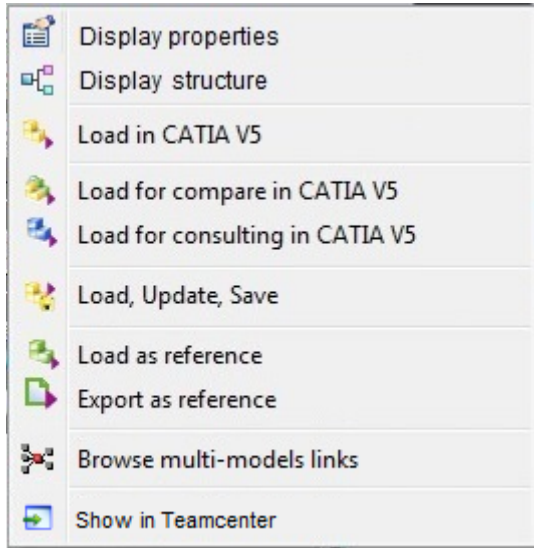 Display properties
Display structure
Load in CATIA V5
Load for compare in CATIA V5
Load for consulting in CATIA V5
Load, Update, Save
Load as reference
Export as reference
Browse multi-models links
Show in Teamcenter